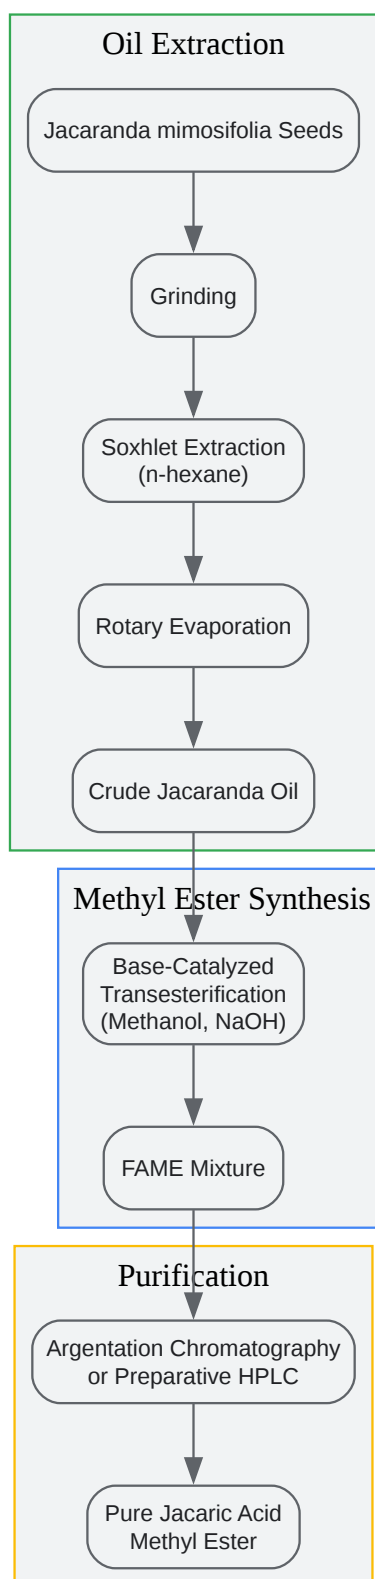 Oil Extraction
Jacaranda mimosifolia Seeds
Grinding
Soxhlet Extraction
(n-hexane)
Rotary Evaporation
Crude Jacaranda Oil
Methyl Ester Synthesis
Base-Catalyzed
Transesterification
(Methanol, NaOH)
FAME Mixture
Purification
Argentation Chromatography
or Preparative HPLC
Pure Jacaric Acid
Methyl Ester